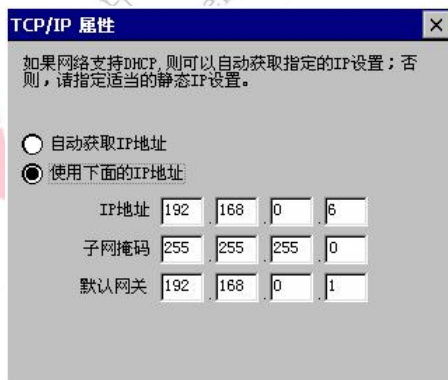 TCP/IP 属性
如果网络支持DHCP,则可以自动获取指定的IP设置；否
则，请指定适当的静态IP设置。
自动获取IP地址
使用下面的IP地址
IP地址 192 . 168 . 0 . 6
子网掩码 255 . 255 . 255 . 0
默认网关 192 . 168 . 0 . 1